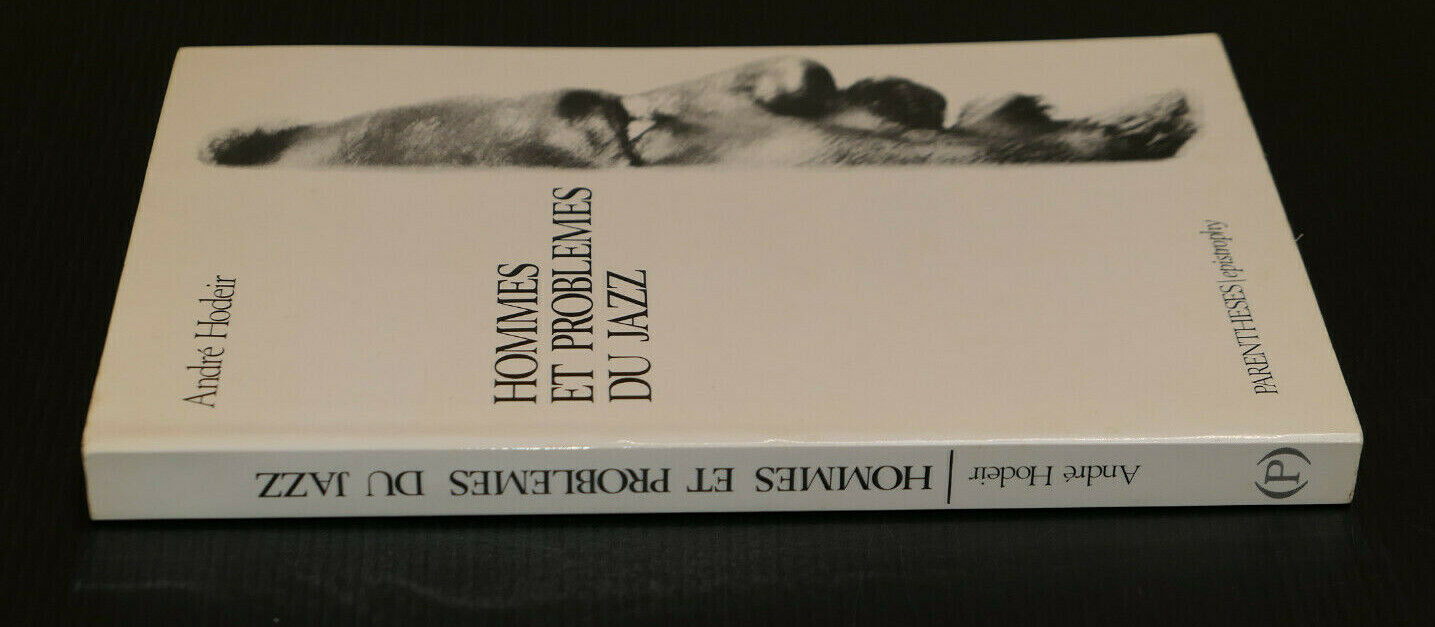 André Hodeir
HOMMES
ET PROBLEMES
DU JAZZ
PARENTHESES|epistrophy
André Hodeir | HOMMES ET PROBLEMES DU JAZZ
(P)